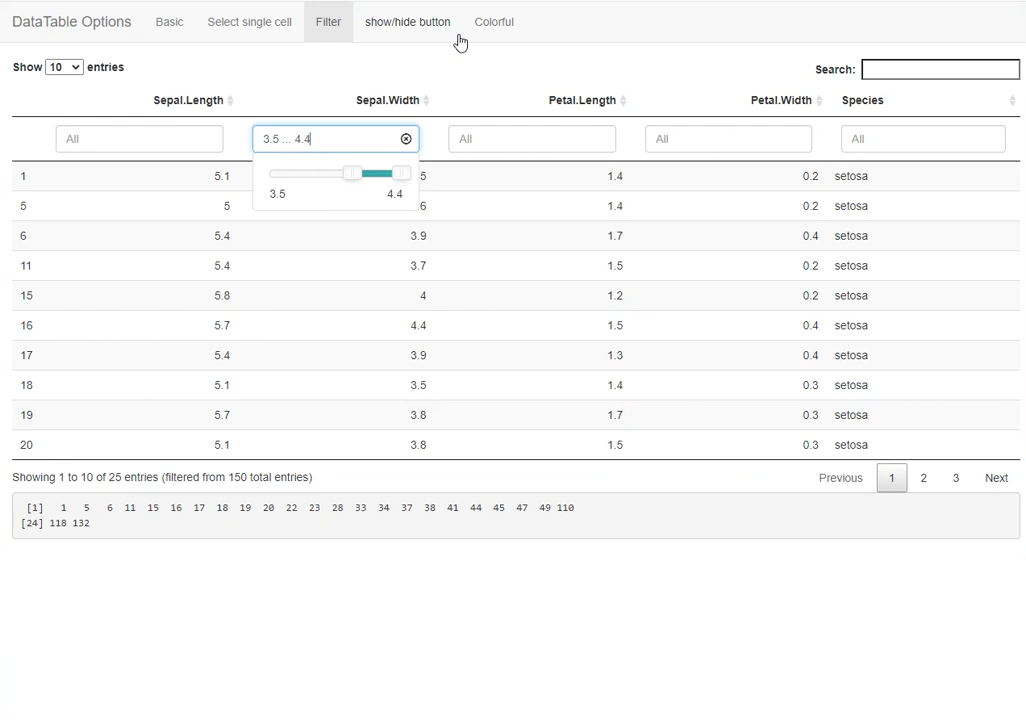 DataTable Options Basic Select single cell Filter show/hide button Colorful
Show 10 entries Search:
Sepal.Length Sepal.Width Petal.Length Petal.Width Species
All 3.5 ... 4.4 All All All
1 5.1 5 1.4 0.2 setosa
3.5 4.4
5 5 6 1.4 0.2 setosa
6 5.4 3.9 1.7 0.4 setosa
11 5.4 3.7 1.5 0.2 setosa
15 5.8 4 1.2 0.2 setosa
16 5.7 4.4 1.5 0.4 setosa
17 5.4 3.9 1.3 0.4 setosa
18 5.1 3.5 1.4 0.3 setosa
19 5.7 3.8 1.7 0.3 setosa
20 5.1 3.8 1.5 0.3 setosa
Showing 1 to 10 of 25 entries (filtered from 150 total entries) Previous 1 2 3 Next
[1] 1 5 6 11 15 16 17 18 19 20 22 23 28 33 34 37 38 41 44 45 47 49 110
[24] 118 132